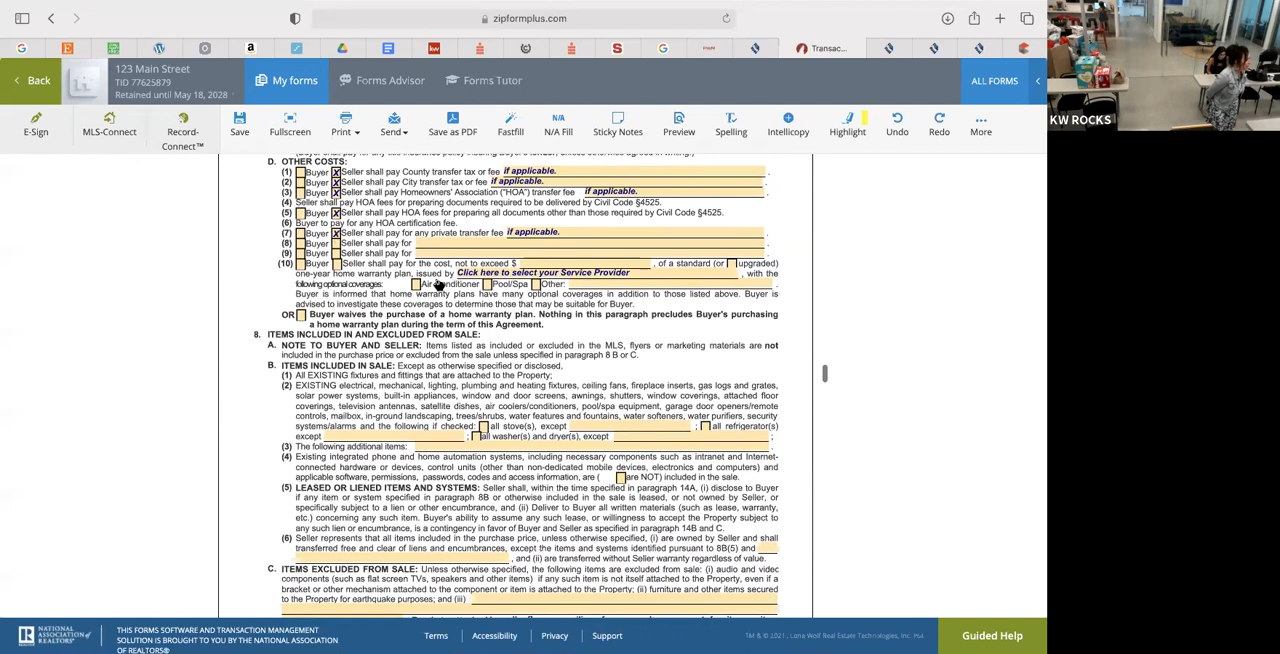 zipformplus.com
Transac...
Back
123 Main Street
TID 77625879
Retained until May 18, 2028
My forms
Forms Advisor
Forms Tutor
ALL FORMS
E-Sign
MLS-Connect
Record-Connect™
Save
Fullscreen
Print
Send
Save as PDF
Fastfill
N/A
N/A Fill
Sticky Notes
Preview
Spelling
Intellicopy
Highlight
Undo
Redo
More
KW ROCKS
D. OTHER COSTS:
(1) Buyer X Seller shall pay County transfer tax or fee if applicable. .
(2) Buyer X Seller shall pay City transfer tax or fee if applicable. .
(3) Buyer X Seller shall pay Homeowners' Association ("HOA") transfer fee if applicable. .
(4) Seller shall pay HOA fees for preparing documents required to be delivered by Civil Code §4525.
(5) Buyer X Seller shall pay HOA fees for preparing all documents other than those required by Civil Code §4525.
(6) Buyer to pay for any HOA certification fee.
(7) Buyer X Seller shall pay for any private transfer fee if applicable. .
(8) Buyer Seller shall pay for .
(9) Buyer Seller shall pay for .
(10) Buyer Seller shall pay for the cost, not to exceed $ , of a standard (or upgraded)
one-year home warranty plan, issued by Click here to select your Service Provider , with the
following optional coverages: Air Conditioner Pool/Spa Other: .
Buyer is informed that home warranty plans have many optional coverages in addition to those listed above. Buyer is
advised to investigate these coverages to determine those that may be suitable for Buyer.
OR Buyer waives the purchase of a home warranty plan. Nothing in this paragraph precludes Buyer's purchasing
a home warranty plan during the term of this Agreement.
8. ITEMS INCLUDED IN AND EXCLUDED FROM SALE:
A. NOTE TO BUYER AND SELLER: Items listed as included or excluded in the MLS, flyers or marketing materials are not
included in the purchase price or excluded from the sale unless specified in paragraph 8 B or C.
B. ITEMS INCLUDED IN SALE: Except as otherwise specified or disclosed,
(1) All EXISTING fixtures and fittings that are attached to the Property;
(2) EXISTING electrical, mechanical, lighting, plumbing and heating fixtures, ceiling fans, fireplace inserts, gas logs and grates,
solar power systems, built-in appliances, window and door screens, awnings, shutters, window coverings, attached floor
coverings, television antennas, satellite dishes, air coolers/conditioners, pool/spa equipment, garage door openers/remote
controls, mailbox, in-ground landscaping, trees/shrubs, water features and fountains, water softeners, water purifiers, security
systems/alarms and the following if checked: all stove(s), except ; all refrigerator(s)
except ; all washer(s) and dryer(s), except ;
(3) The following additional items: .
(4) Existing integrated phone and home automation systems, including necessary components such as intranet and Internet-
connected hardware or devices, control units (other than non-dedicated mobile devices, electronics and computers) and
applicable software, permissions, passwords, codes and access information, are ( are NOT) included in the sale.
(5) LEASED OR LIENED ITEMS AND SYSTEMS: Seller shall, within the time specified in paragraph 14A, (i) disclose to Buyer
if any item or system specified in paragraph 8B or otherwise included in the sale is leased, or not owned by Seller, or
specifically subject to a lien or other encumbrance, and (ii) Deliver to Buyer all written materials (such as lease, warranty,
etc.) concerning any such item. Buyer's ability to assume any such lease, or willingness to accept the Property subject to
any such lien or encumbrance, is a contingency in favor of Buyer and Seller as specified in paragraph 14B and C.
(6) Seller represents that all items included in the purchase price, unless otherwise specified, (i) are owned by Seller and shall
transferred free and clear of liens and encumbrances, except the items and systems identified pursuant to 8B(5) and
, and (ii) are transferred without Seller warranty regardless of value.
C. ITEMS EXCLUDED FROM SALE: Unless otherwise specified, the following items are excluded from sale: (i) audio and video
components (such as flat screen TVs, speakers and other items) if any such item is not itself attached to the Property, even if a
bracket or other mechanism attached to the component or item is attached to the Property; (ii) furniture and other items secured
to the Property for earthquake purposes; and (iii)
NATIONAL ASSOCIATION of REALTORS®
THIS FORMS SOFTWARE AND TRANSACTION MANAGEMENT
SOLUTION IS BROUGHT TO YOU BY THE NATIONAL ASSOCIATION
OF REALTORS®
Terms
Accessibility
Privacy
Support
TM & © 2021, Lone Wolf Real Estate Technologies, Inc.
Guided Help